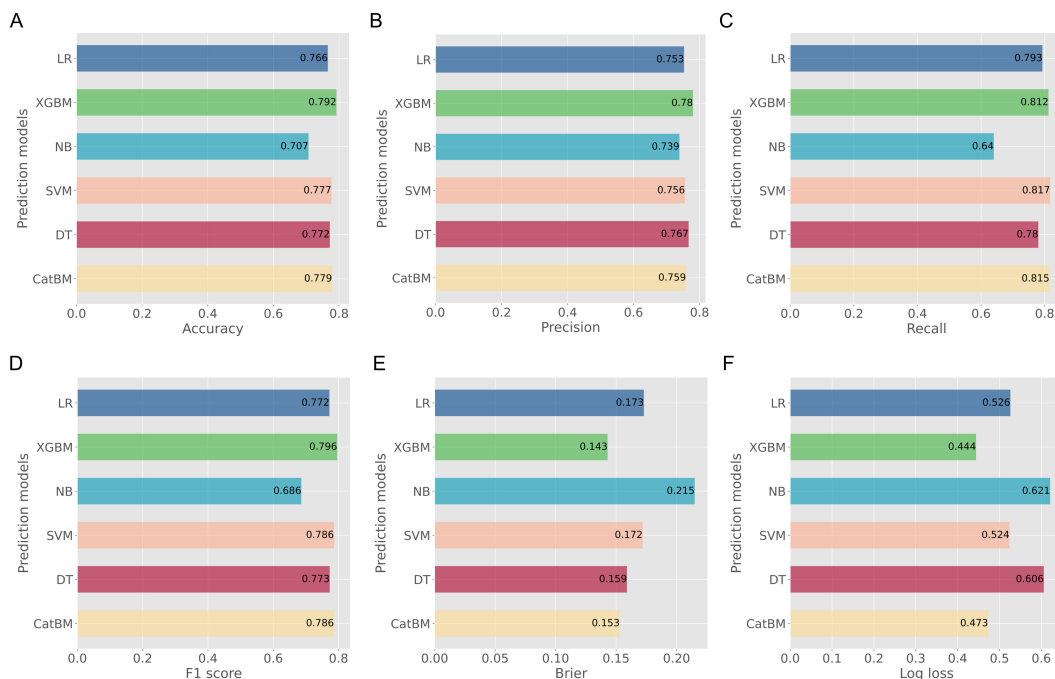 A
Prediction models
LR
0.766
XGBM
0.792
NB
0.707
SVM
0.777
DT
0.772
CatBM
0.779
0.0 0.2 0.4 0.6 0.8
Accuracy
B
Prediction models
LR
0.753
XGBM
0.78
NB
0.739
SVM
0.756
DT
0.767
CatBM
0.759
0.0 0.2 0.4 0.6 0.8
Precision
C
Prediction models
LR
0.793
XGBM
0.812
NB
0.64
SVM
0.817
DT
0.78
CatBM
0.815
0.0 0.2 0.4 0.6 0.8
Recall
D
Prediction models
LR
0.772
XGBM
0.796
NB
0.686
SVM
0.786
DT
0.773
CatBM
0.786
0.0 0.2 0.4 0.6 0.8
F1 score
E
Prediction models
LR
0.173
XGBM
0.143
NB
0.215
SVM
0.172
DT
0.159
CatBM
0.153
0.00 0.05 0.10 0.15 0.20
Brier
F
Prediction models
LR
0.526
XGBM
0.444
NB
0.621
SVM
0.524
DT
0.606
CatBM
0.473
0.0 0.1 0.2 0.3 0.4 0.5 0.6
Log loss